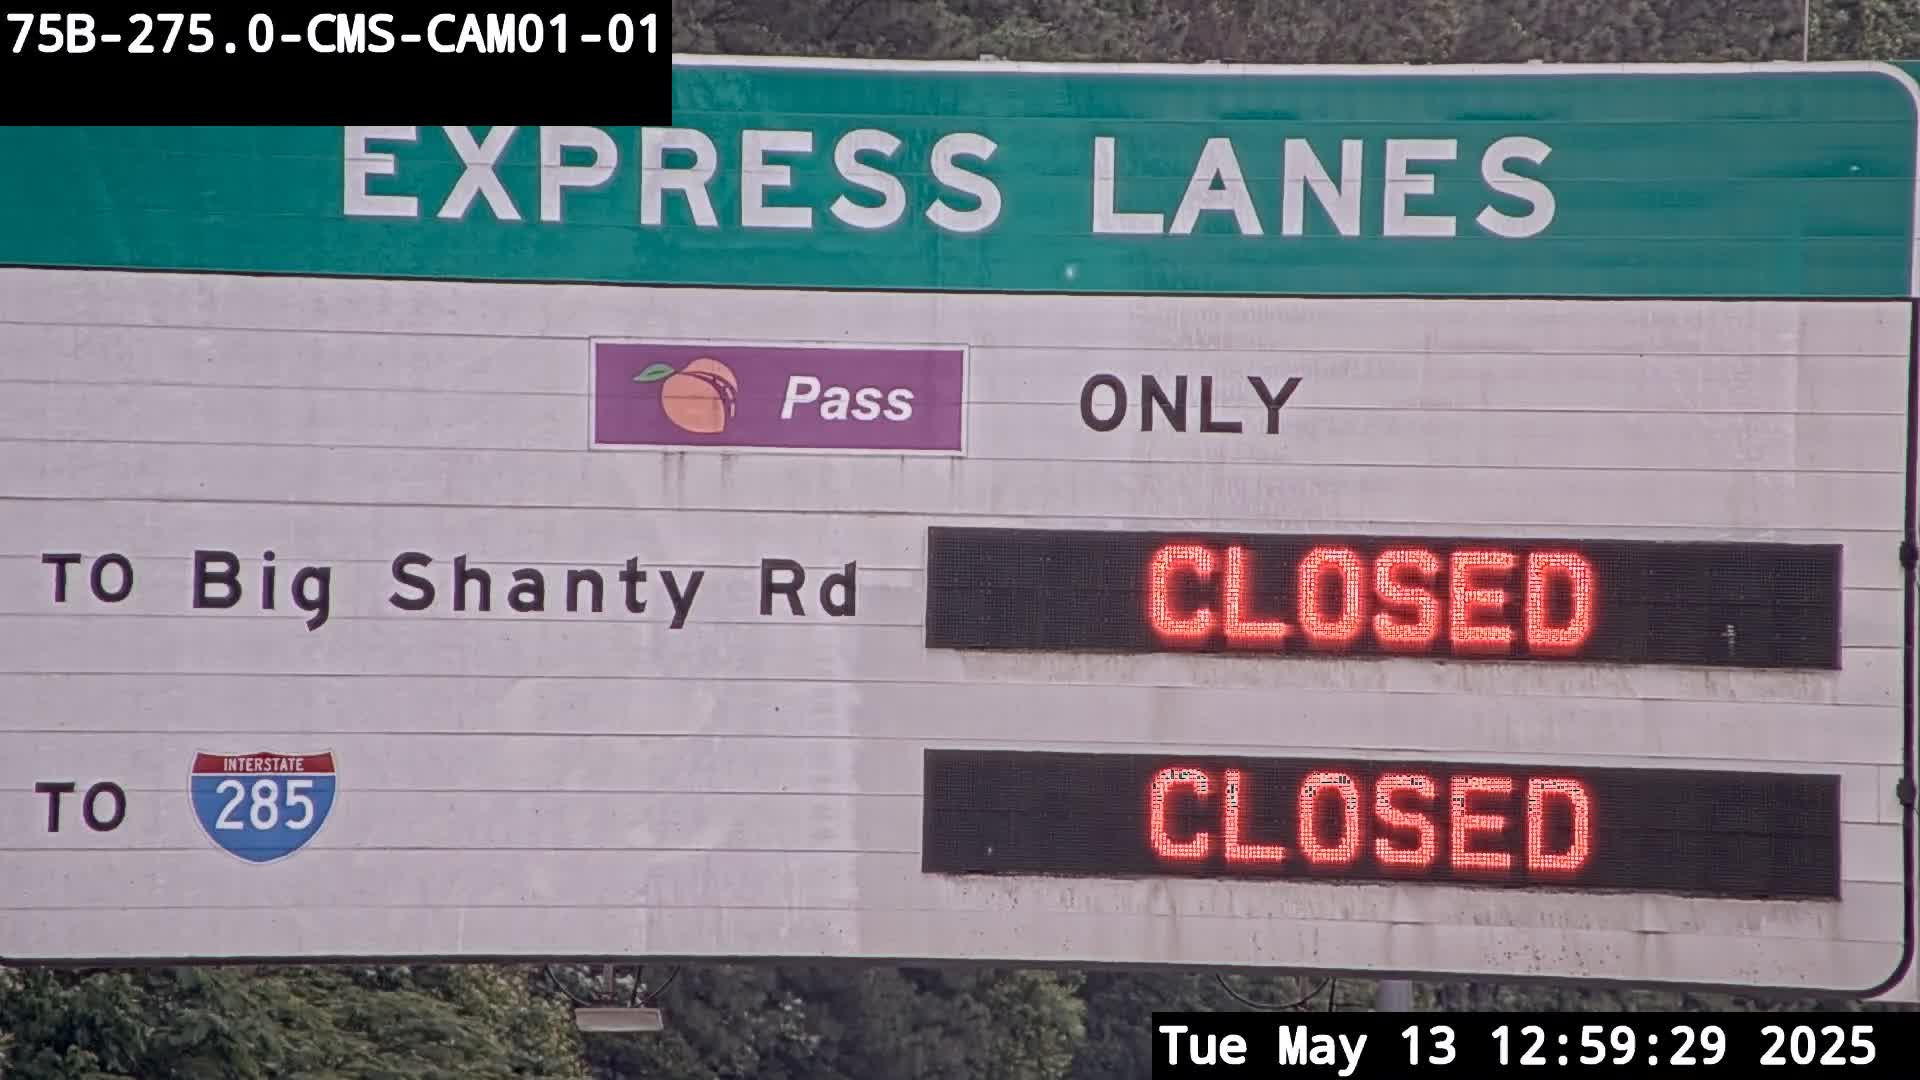 75B-275.0-CMS-CAM01-01
EXPRESS LANES
Pass ONLY
TO Big Shanty Rd CLOSED
TO INTERSTATE 285 CLOSED
Tue May 13 12:59:29 2025